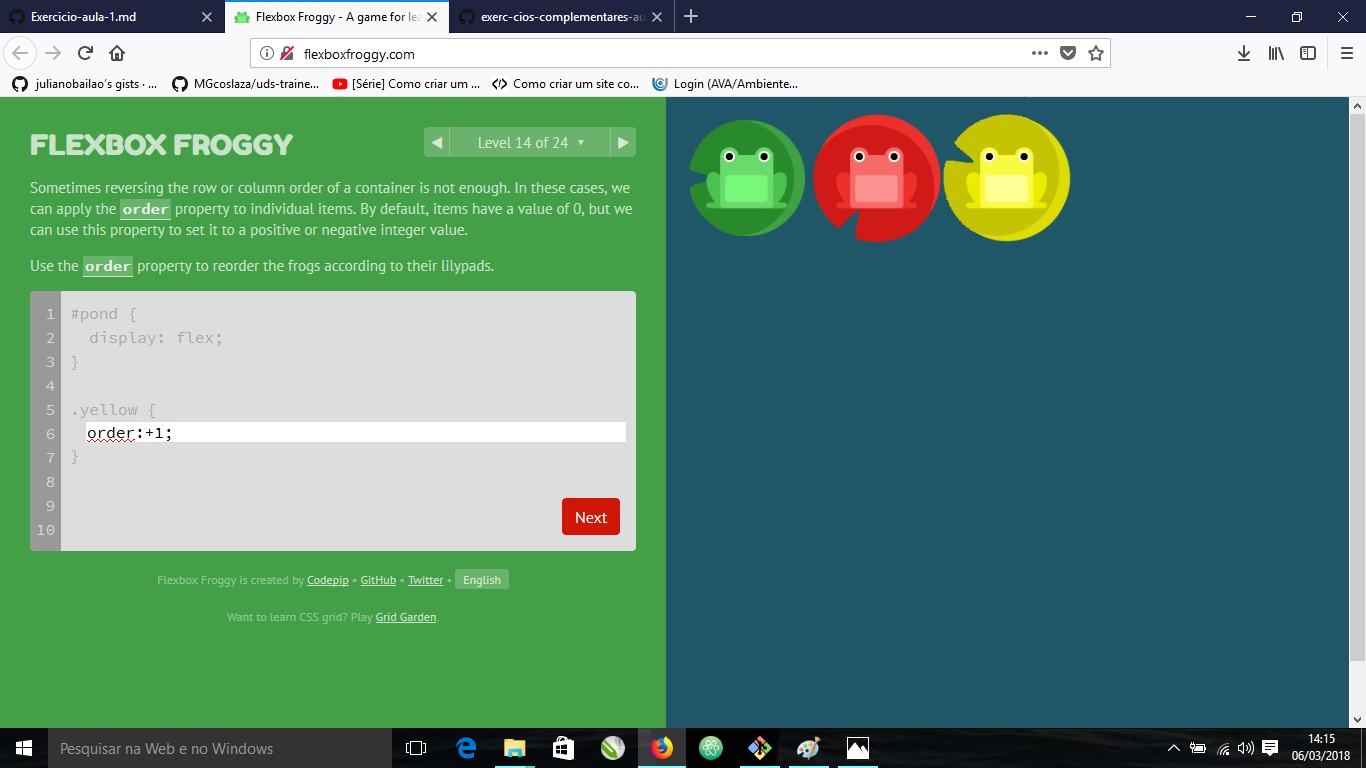 Exercicio-aula-1.md
Flexbox Froggy - A game for lea
exerc-cios-complementares-au
flexboxfroggy.com
julianobailao's gists · ...
MGcoslaza/uds-traine...
[Série] Como criar um ...
Como criar um site co...
Login (AVA/Ambiente...
FLEXBOX FROGGY
Level 14 of 24
Sometimes reversing the row or column order of a container is not enough. In these cases, we
can apply the order property to individual items. By default, items have a value of 0, but we
can use this property to set it to a positive or negative integer value.
Use the order property to reorder the frogs according to their lilypads.
1 #pond {
2 display: flex;
3 }
4
5 .yellow {
6 order:+1;
7 }
8
9
10
Next
Flexbox Froggy is created by Codepip • GitHub • Twitter • English
Want to learn CSS grid? Play Grid Garden.
Pesquisar na Web e no Windows
14:15
06/03/2018